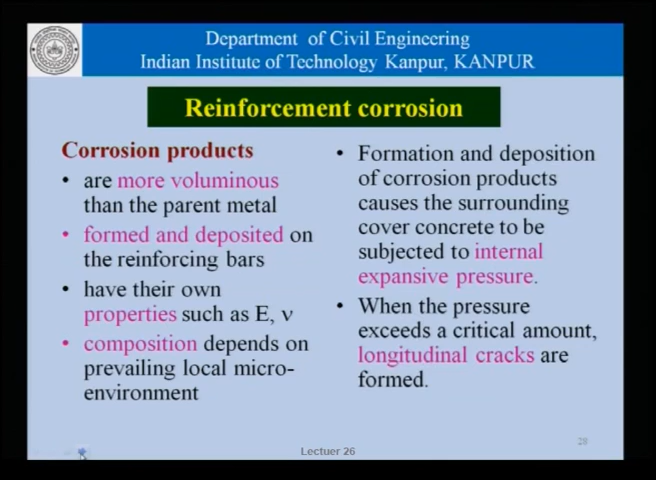 Department of Civil Engineering
Indian Institute of Technology Kanpur, KANPUR
Reinforcement corrosion
Corrosion products
• are more voluminous
than the parent metal
• formed and deposited on
the reinforcing bars
• have their own
properties such as E, ν
• composition depends on
prevailing local micro-
environment
• Formation and deposition
of corrosion products
causes the surrounding
cover concrete to be
subjected to internal
expansive pressure.
• When the pressure
exceeds a critical amount,
longitudinal cracks are
formed.
28
Lectuer 26